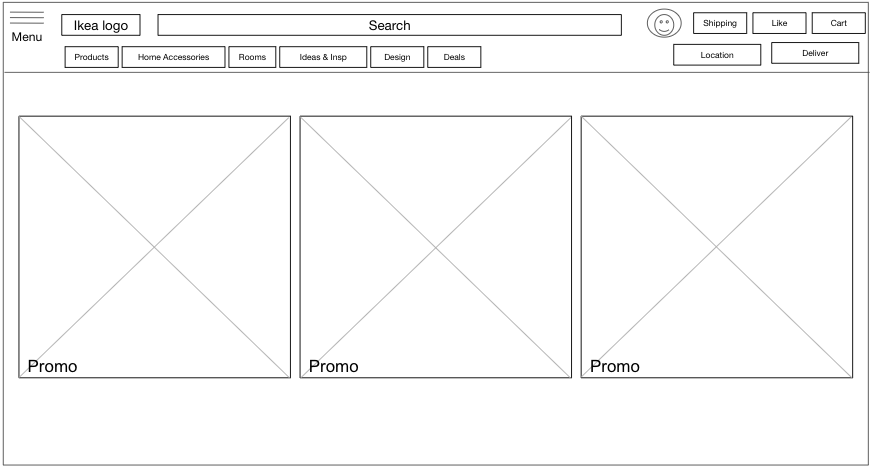 Menu
Ikea logo
Search
Shipping
Like
Cart
Products
Home Accessories
Rooms
Ideas & Insp
Design
Deals
Location
Deliver
Promo
Promo
Promo